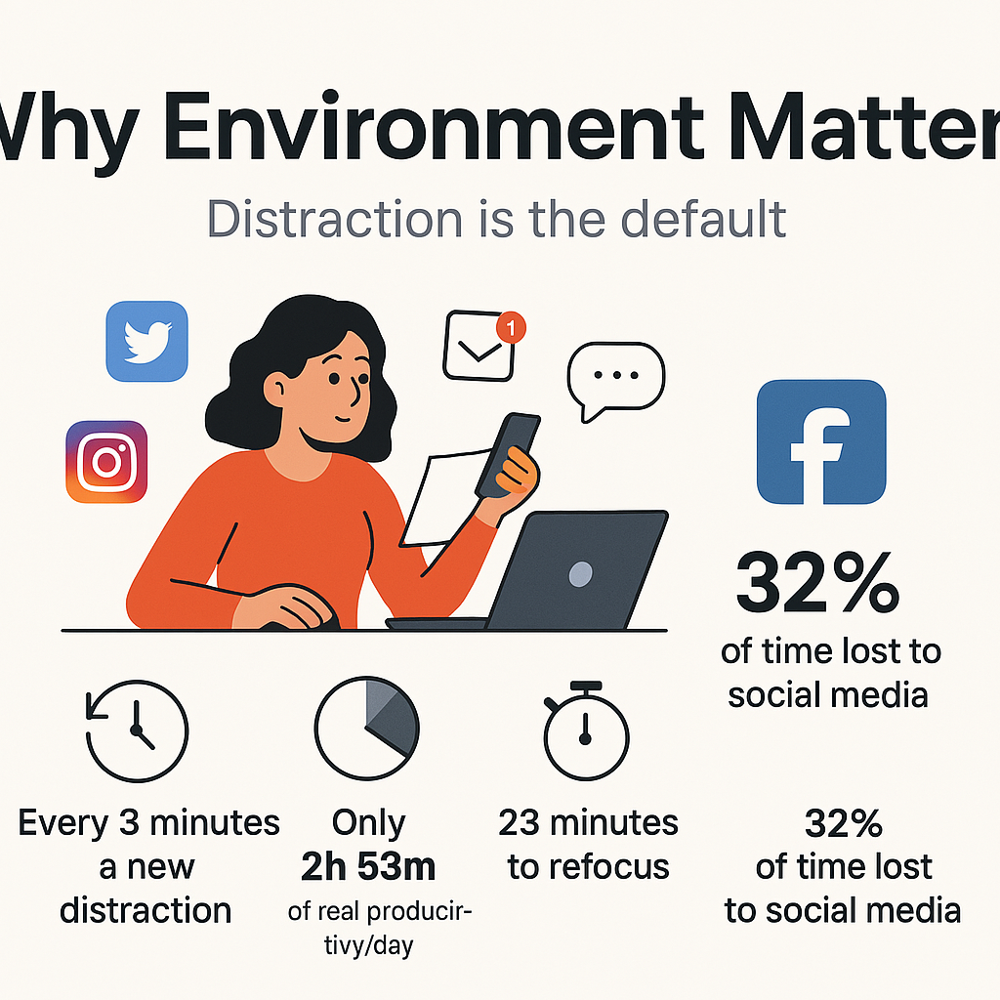 Why Environment Matter
Distraction is the default
1
32%
of time lost to
social media
Every 3 minutes
a new
distraction
Only
2h 53m
of real producir-
tivy/day
23 minutes
to refocus
32%
of time lost
to social media